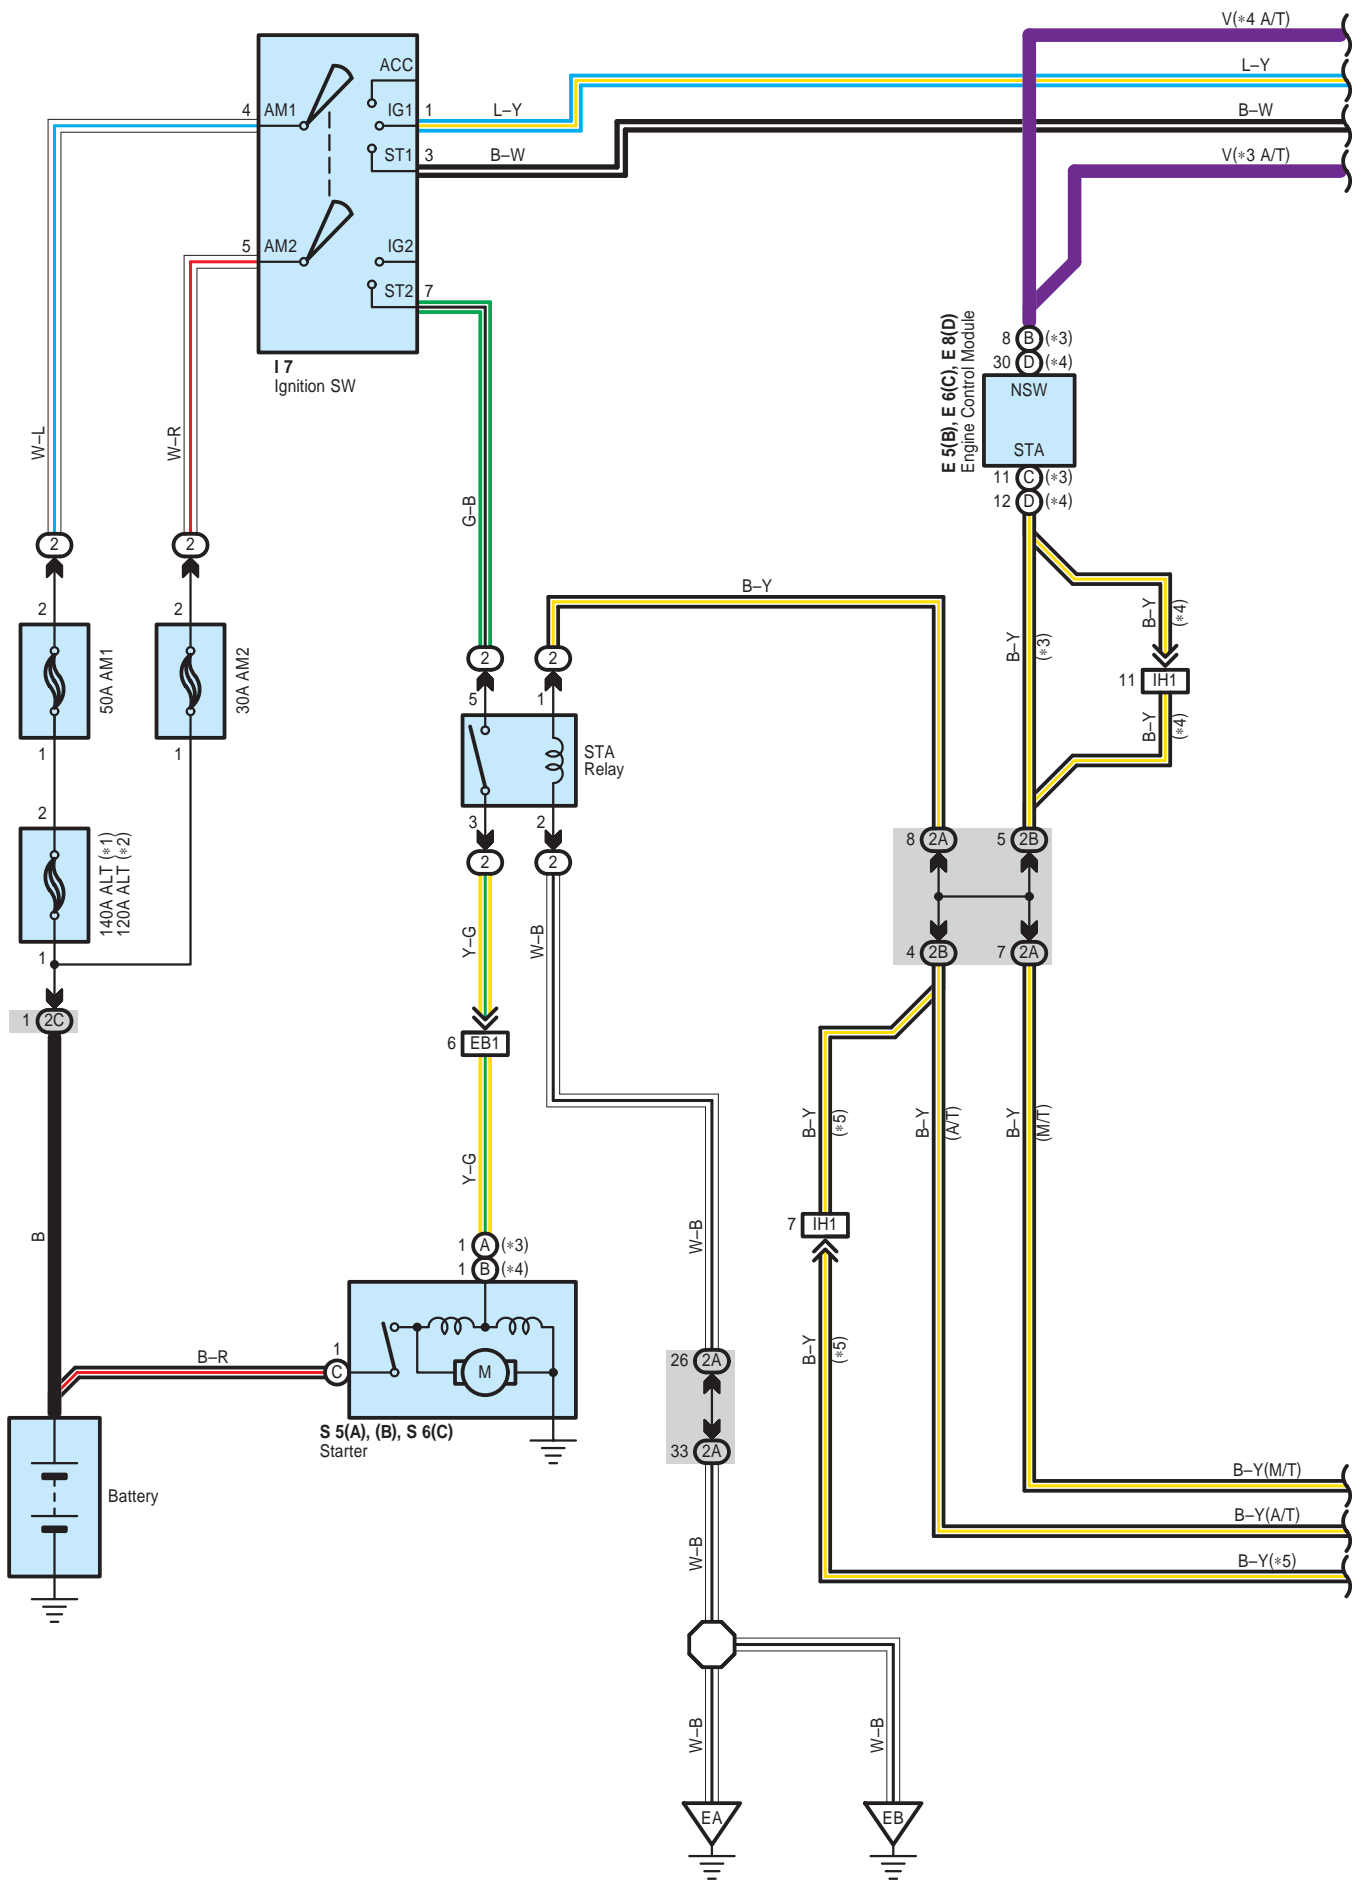 V(∗4 A/T)
L–Y
B–W
V(∗3 A/T)
ACC
4 AM1
IG1 1
L–Y
ST1 3
B–W
5 AM2
IG2
ST2 7
I 7
Ignition SW
W–L
W–R
G–B
E 5(B), E 6(C), E 8(D)
Engine Control Module
8 B (∗3)
30 D (∗4)
NSW
STA
11 C (∗3)
12 D (∗4)
2
2
2
2
50A AM1
30A AM2
1
1
B–Y
2
2
5
1
STA
Relay
3
2
2
2
B–Y
(∗3)
B–Y
(∗4)
11 IH1
B–Y
(∗4)
2
140A ALT (∗1)
120A ALT (∗2)
1
1 2C
8 2A
5 2B
4 2B
7 2A
Y–G
W–B
6 EB1
Y–G
B
B–Y
(∗5)
B–Y
(A/T)
B–Y
(M/T)
7 IH1
B–Y
(∗5)
W–B
1 A (∗3)
1 B (∗4)
B–R
1
C
M
S 5(A), (B), S 6(C)
Starter
Battery
26 2A
33 2A
W–B
B–Y(M/T)
B–Y(A/T)
B–Y(∗5)
W–B
W–B
EA
EB